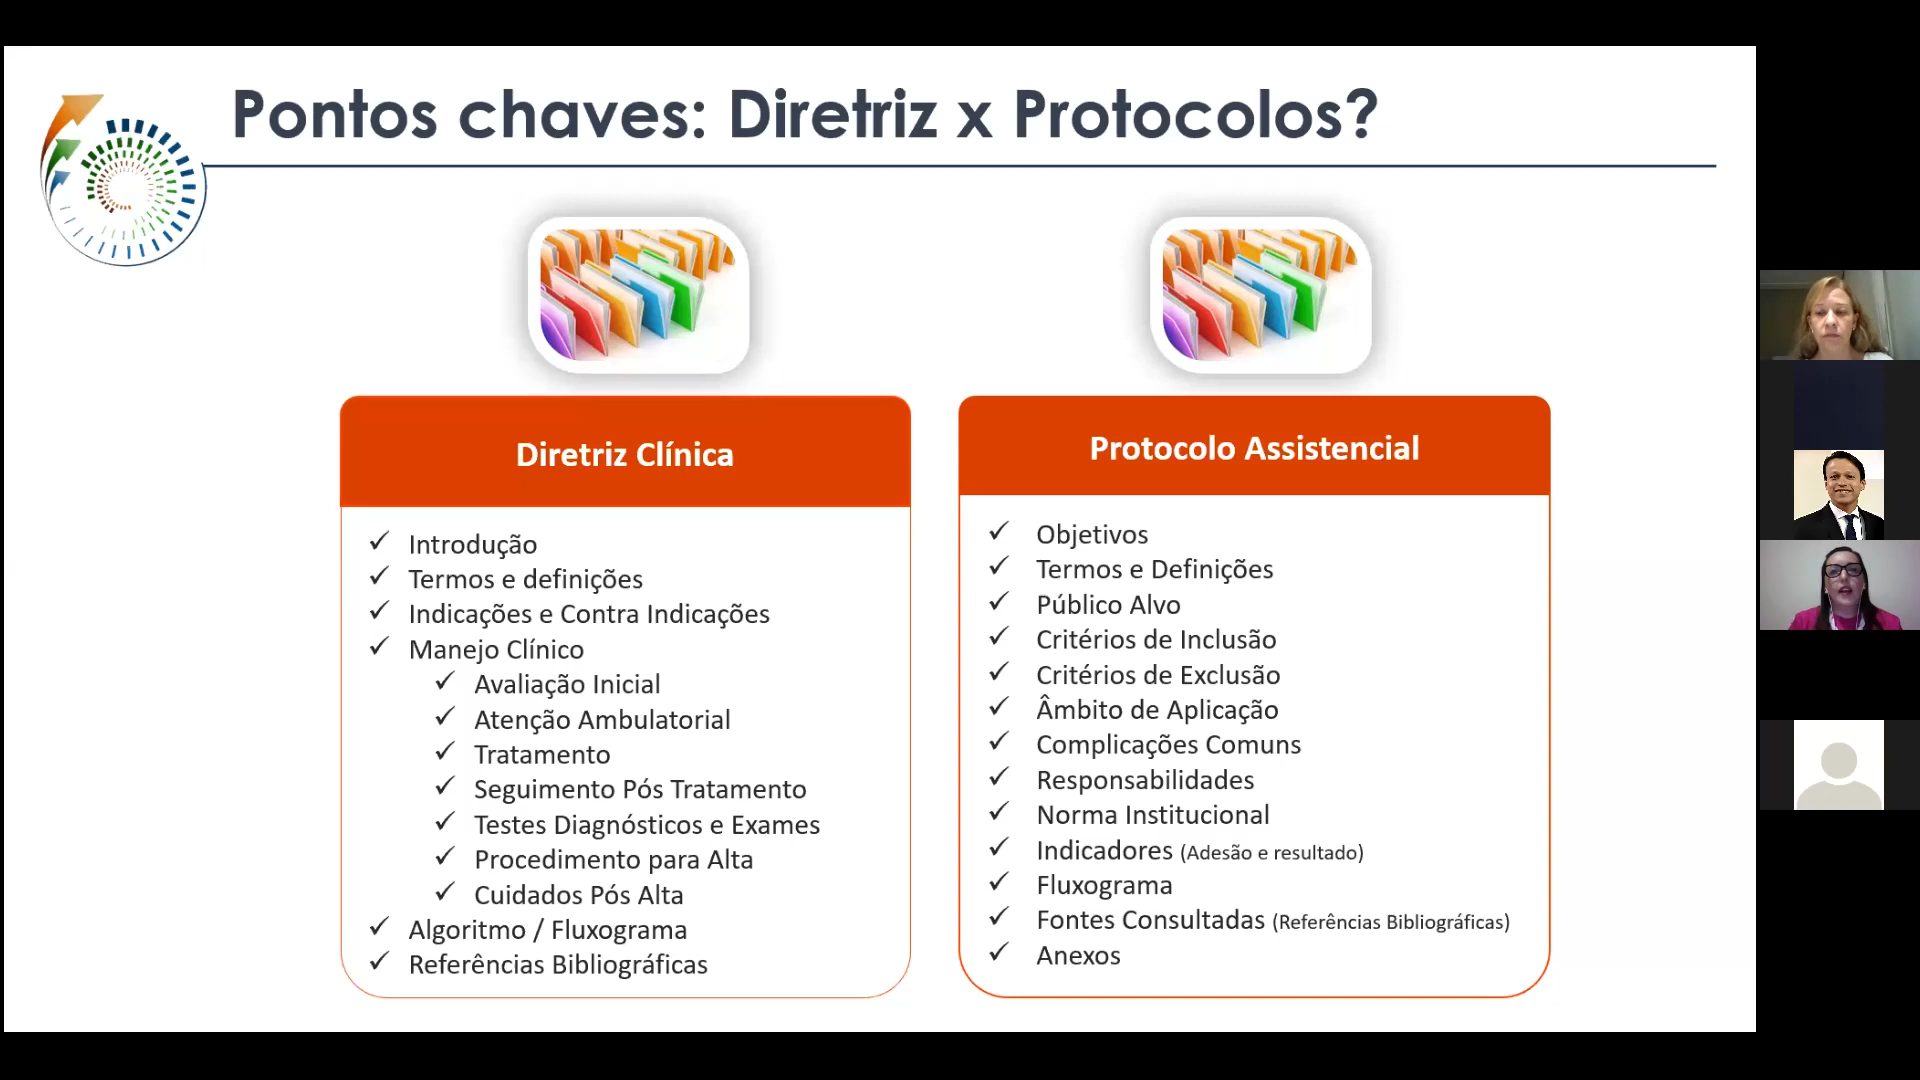 Pontos chaves: Diretriz x Protocolos?
Diretriz Clínica
Introdução
Termos e definições
Indicações e Contra Indicações
Manejo Clínico
Avaliação Inicial
Atenção Ambulatorial
Tratamento
Seguimento Pós Tratamento
Testes Diagnósticos e Exames
Procedimento para Alta
Cuidados Pós Alta
Algoritmo / Fluxograma
Referências Bibliográficas
Protocolo Assistencial
Objetivos
Termos e Definições
Público Alvo
Critérios de Inclusão
Critérios de Exclusão
Âmbito de Aplicação
Complicações Comuns
Responsabilidades
Norma Institucional
Indicadores (Adesão e resultado)
Fluxograma
Fontes Consultadas (Referências Bibliográficas)
Anexos